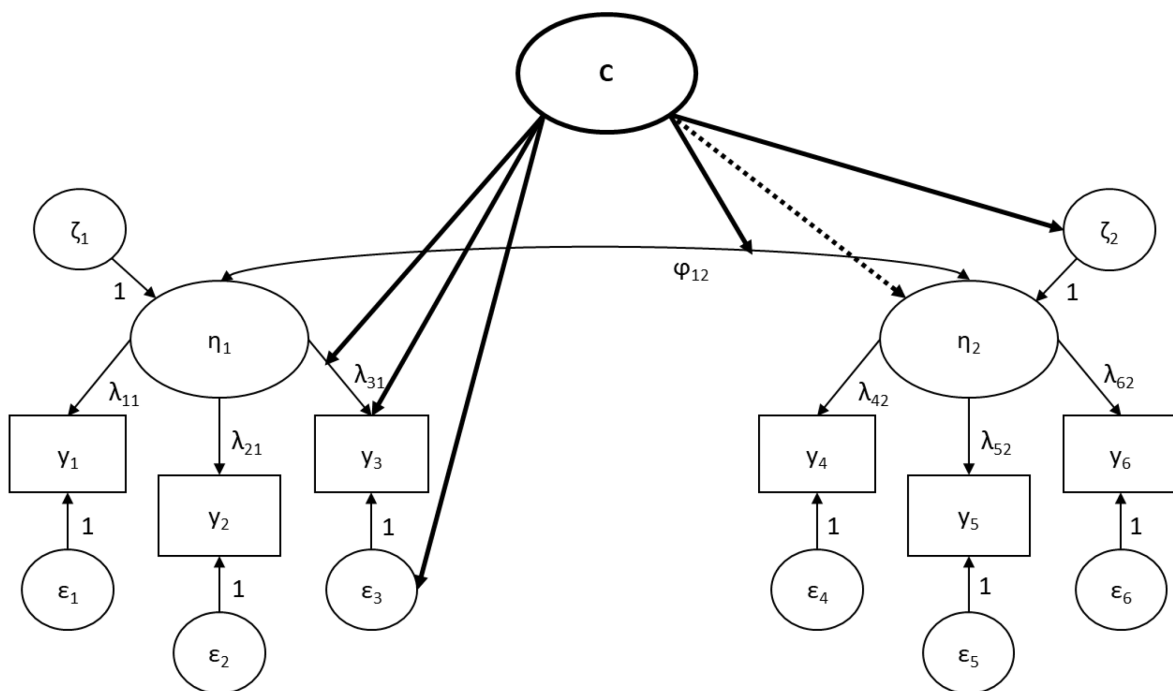 C
ζ₁
ζ₂
φ₁₂
1
1
η₁
η₂
λ₁₁
λ₂₁
λ₃₁
λ₄₂
λ₅₂
λ₆₂
y₁
y₂
y₃
y₄
y₅
y₆
1
1
1
1
1
1
ε₁
ε₂
ε₃
ε₄
ε₅
ε₆